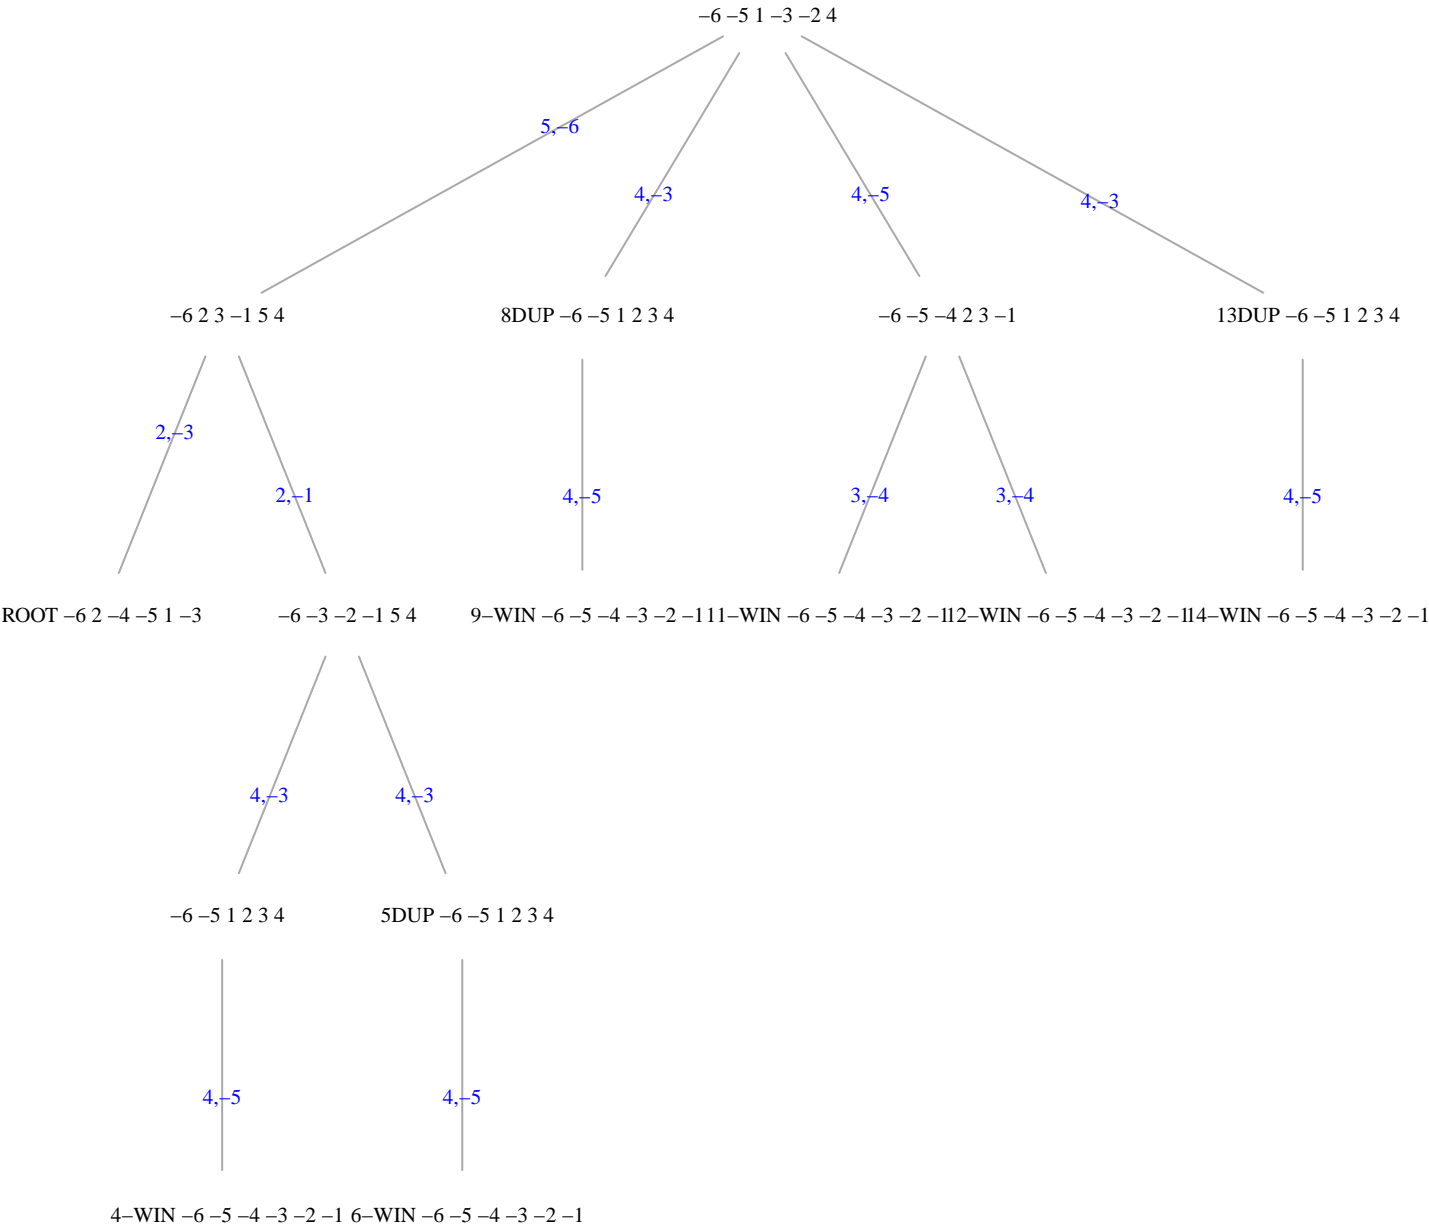 –6 –5 1 –3 –2 4
5,–6
4,–3
4,–5
4,–3
–6 2 3 –1 5 4
8DUP –6 –5 1 2 3 4
–6 –5 –4 2 3 –1
13DUP –6 –5 1 2 3 4
2,–3
2,–1
4,–5
3,–4
3,–4
4,–5
ROOT –6 2 –4 –5 1 –3
–6 –3 –2 –1 5 4
9–WIN –6 –5 –4 –3 –2 –1
11–WIN –6 –5 –4 –3 –2 –1
12–WIN –6 –5 –4 –3 –2 –1
14–WIN –6 –5 –4 –3 –2 –1
4,–3
4,–3
–6 –5 1 2 3 4
5DUP –6 –5 1 2 3 4
4,–5
4,–5
4–WIN –6 –5 –4 –3 –2 –1
6–WIN –6 –5 –4 –3 –2 –1